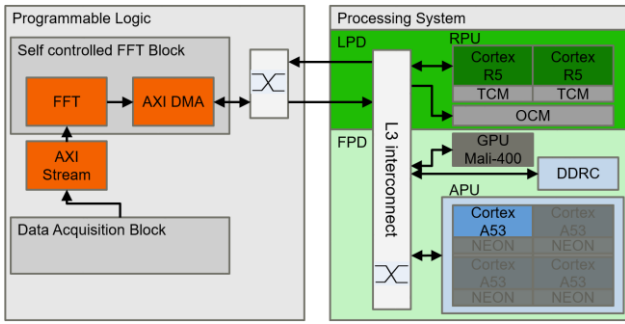 Programmable Logic
Self controlled FFT Block
FFT
AXI DMA
AXI
Stream
Data Acquisition Block
Processing System
LPD
RPU
Cortex
R5
Cortex
R5
TCM
TCM
OCM
L3 interconnect
FPD
GPU
Mali-400
DDRC
APU
Cortex
A53
Cortex
A53
NEON
NEON
Cortex
A53
Cortex
A53
NEON
NEON